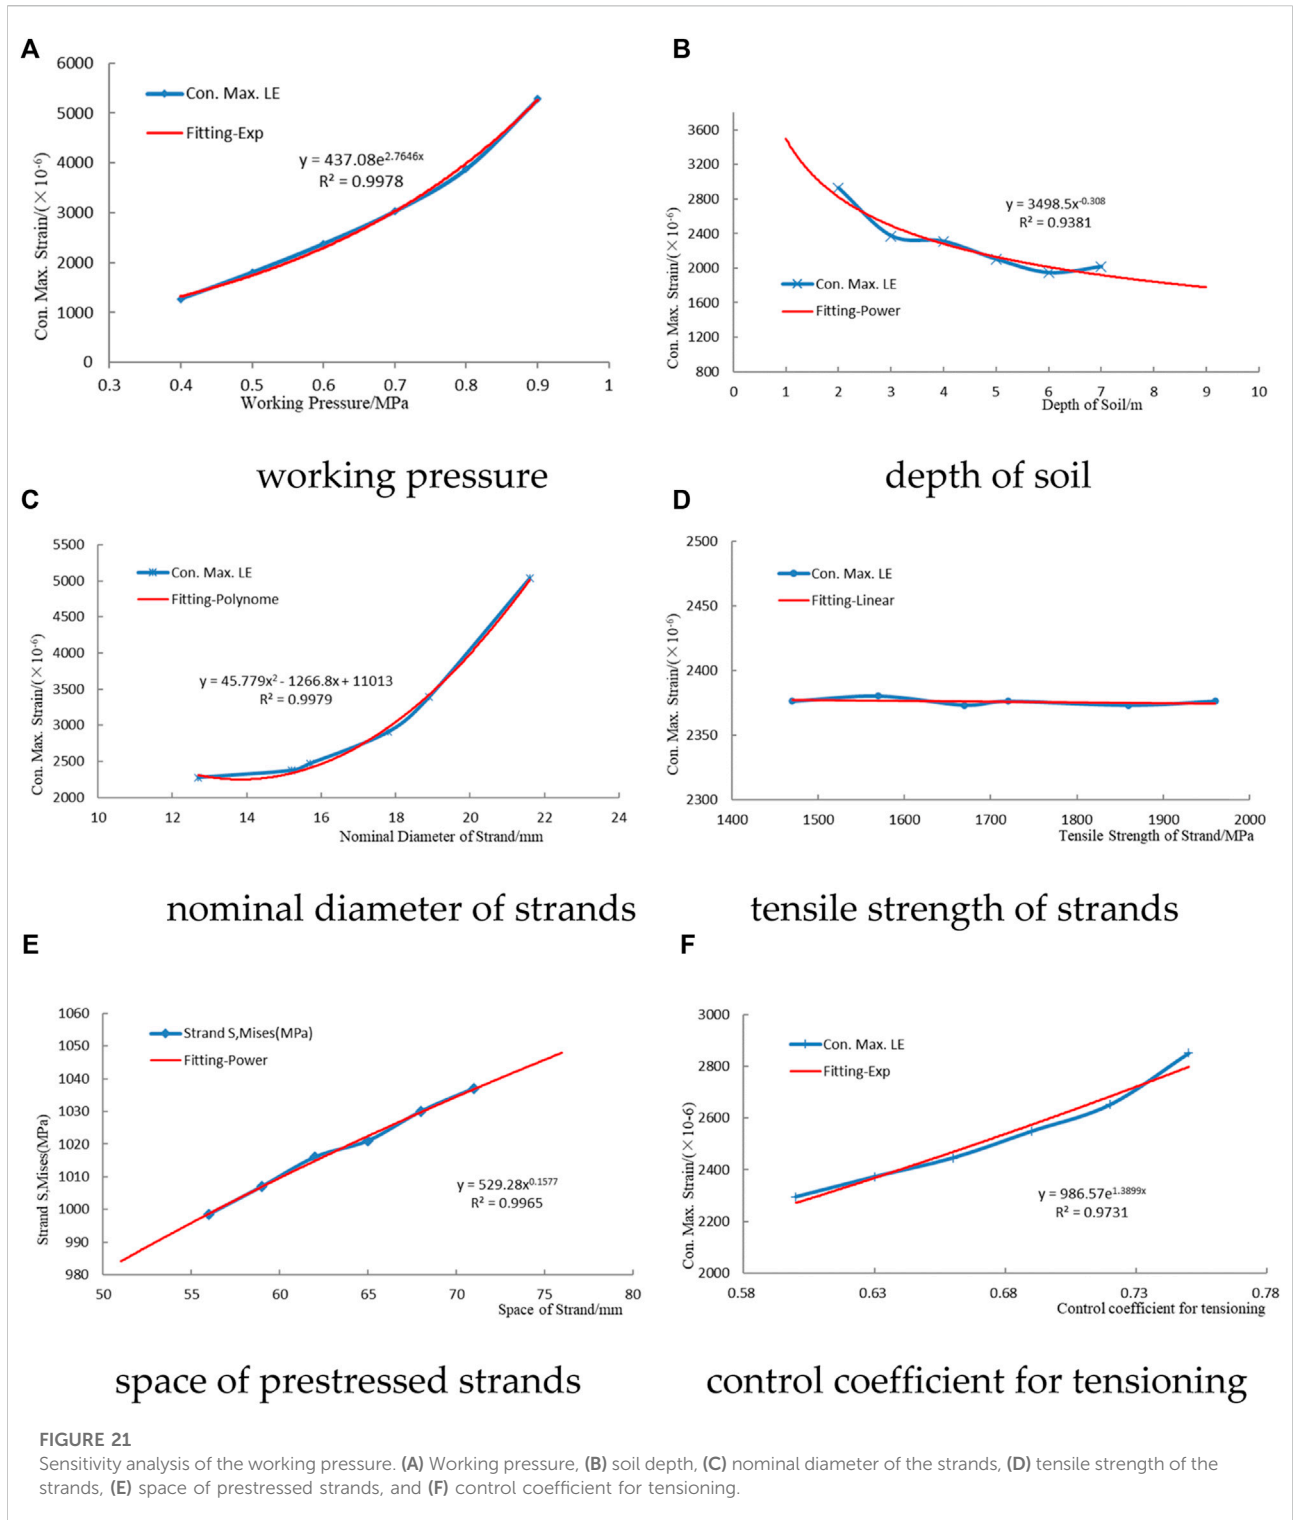 A
6000
5000
4000
3000
2000
1000
0
Con. Max. Strain/(×10⁻⁶)
Con. Max. LE
Fitting-Exp
y = 437.08e^2.7646x
R² = 0.9978
0.3 0.4 0.5 0.6 0.7 0.8 0.9 1
Working Pressure/MPa
working pressure
B
3600
3200
2800
2400
2000
1600
1200
800
Con. Max. Strain/(×10⁻⁶)
y = 3498.5x^-0.308
R² = 0.9381
Con. Max. LE
Fitting-Power
0 1 2 3 4 5 6 7 8 9 10
Depth of Soil/m
depth of soil
C
5500
5000
4500
4000
3500
3000
2500
2000
Con. Max. Strain/(×10⁻⁶)
Con. Max. LE
Fitting-Polynome
y = 45.779x² - 1266.8x + 11013
R² = 0.9979
10 12 14 16 18 20 22 24
Nominal Diameter of Strand/mm
nominal diameter of strands
D
2500
2450
2400
2350
2300
Con. Max. Strain/(×10⁻⁶)
Con. Max. LE
Fitting-Linear
1400 1500 1600 1700 1800 1900 2000
Tensile Strength of Strand/MPa
tensile strength of strands
E
1060
1050
1040
1030
1020
1010
1000
990
980
Strand S,Mises(MPa)
Strand S,Mises(MPa)
Fitting-Power
y = 529.28x^0.1577
R² = 0.9965
50 55 60 65 70 75 80
Space of Strand/mm
space of prestressed strands
F
3000
2800
2600
2400
2200
2000
Con. Max. Strain/(×10-6)
Con. Max. LE
Fitting-Exp
y = 986.57e^1.3899x
R² = 0.9731
0.58 0.63 0.68 0.73 0.78
Control coefficient for tensioning
control coefficient for tensioning
FIGURE 21
Sensitivity analysis of the working pressure. (A) Working pressure, (B) soil depth, (C) nominal diameter of the strands, (D) tensile strength of the
strands, (E) space of prestressed strands, and (F) control coefficient for tensioning.